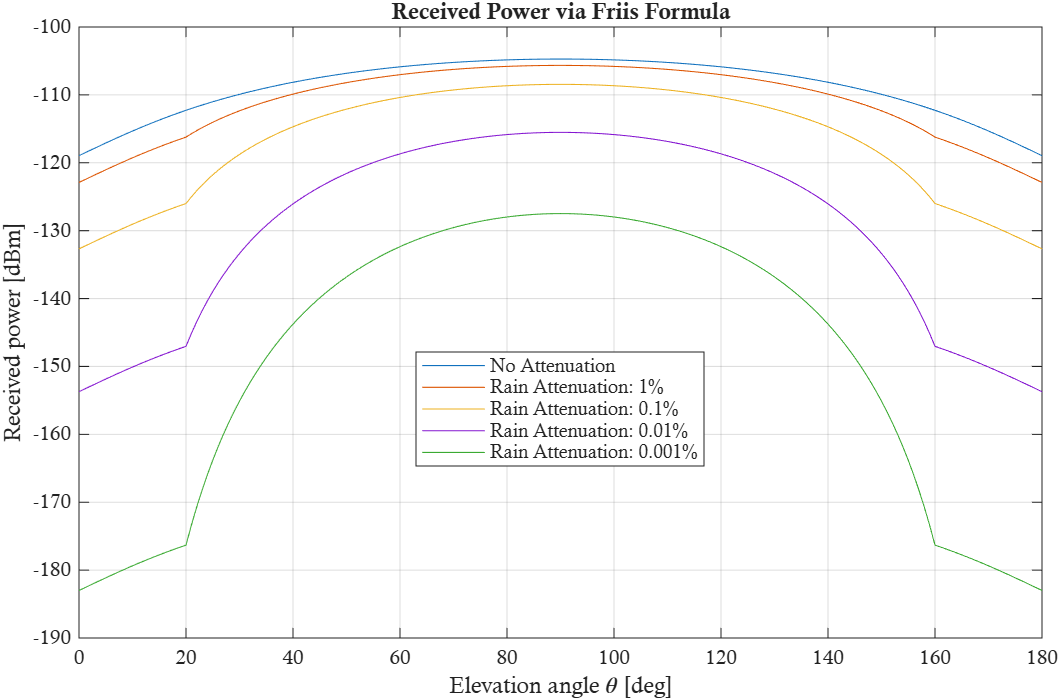 Received Power via Friis Formula
-100
-110
-120
-130
-140
-150
-160
-170
-180
-190
Received power [dBm]
No Attenuation
Rain Attenuation: 1%
Rain Attenuation: 0.1%
Rain Attenuation: 0.01%
Rain Attenuation: 0.001%
0 20 40 60 80 100 120 140 160 180
Elevation angle θ [deg]